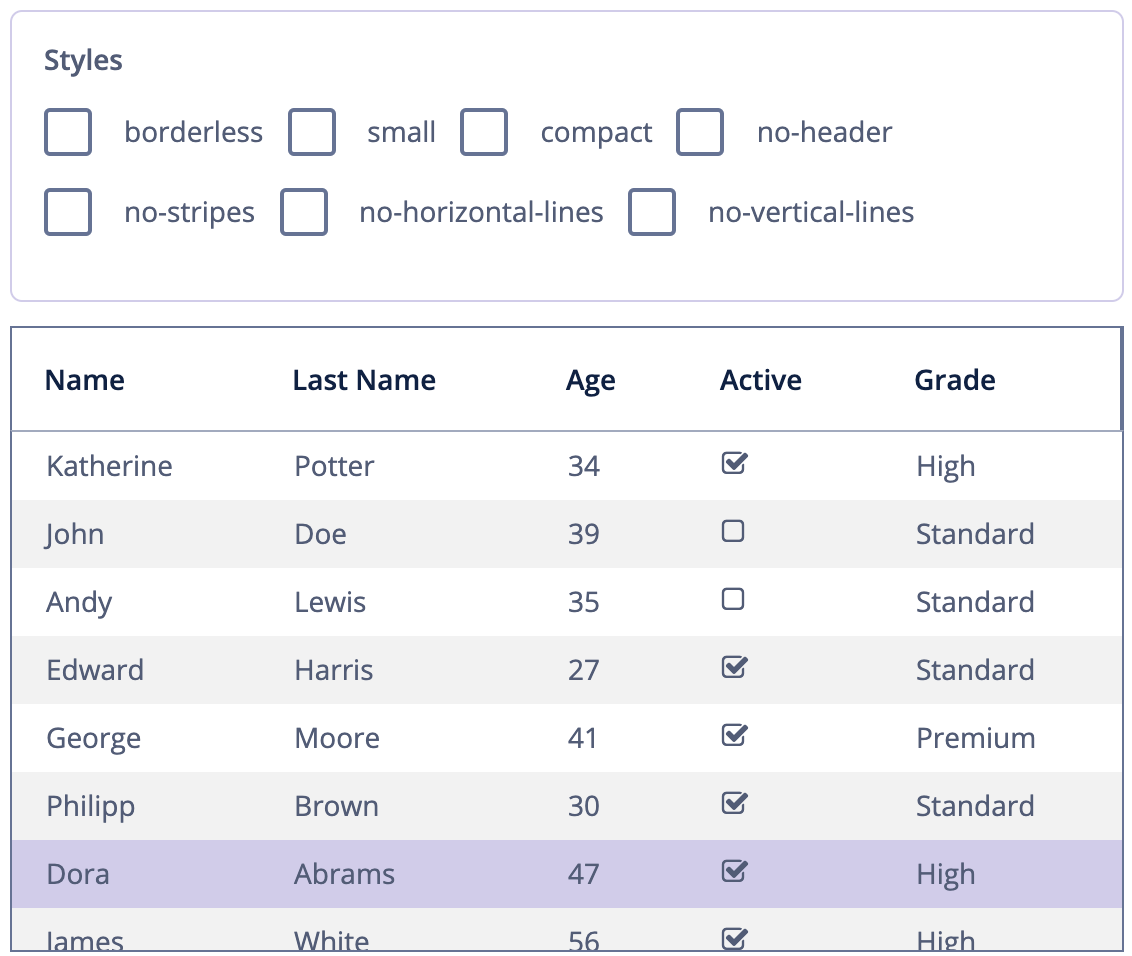 Styles
borderless small compact no-header
no-stripes no-horizontal-lines no-vertical-lines
Name Last Name Age Active Grade
Katherine Potter 34 High
John Doe 39 Standard
Andy Lewis 35 Standard
Edward Harris 27 Standard
George Moore 41 Premium
Philipp Brown 30 Standard
Dora Abrams 47 High
James White 56 High